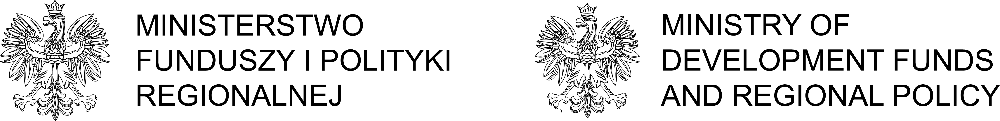 MINISTERSTWO
FUNDUSZY I POLITYKI
REGIONALNEJ
MINISTRY OF
DEVELOPMENT FUNDS
AND REGIONAL POLICY